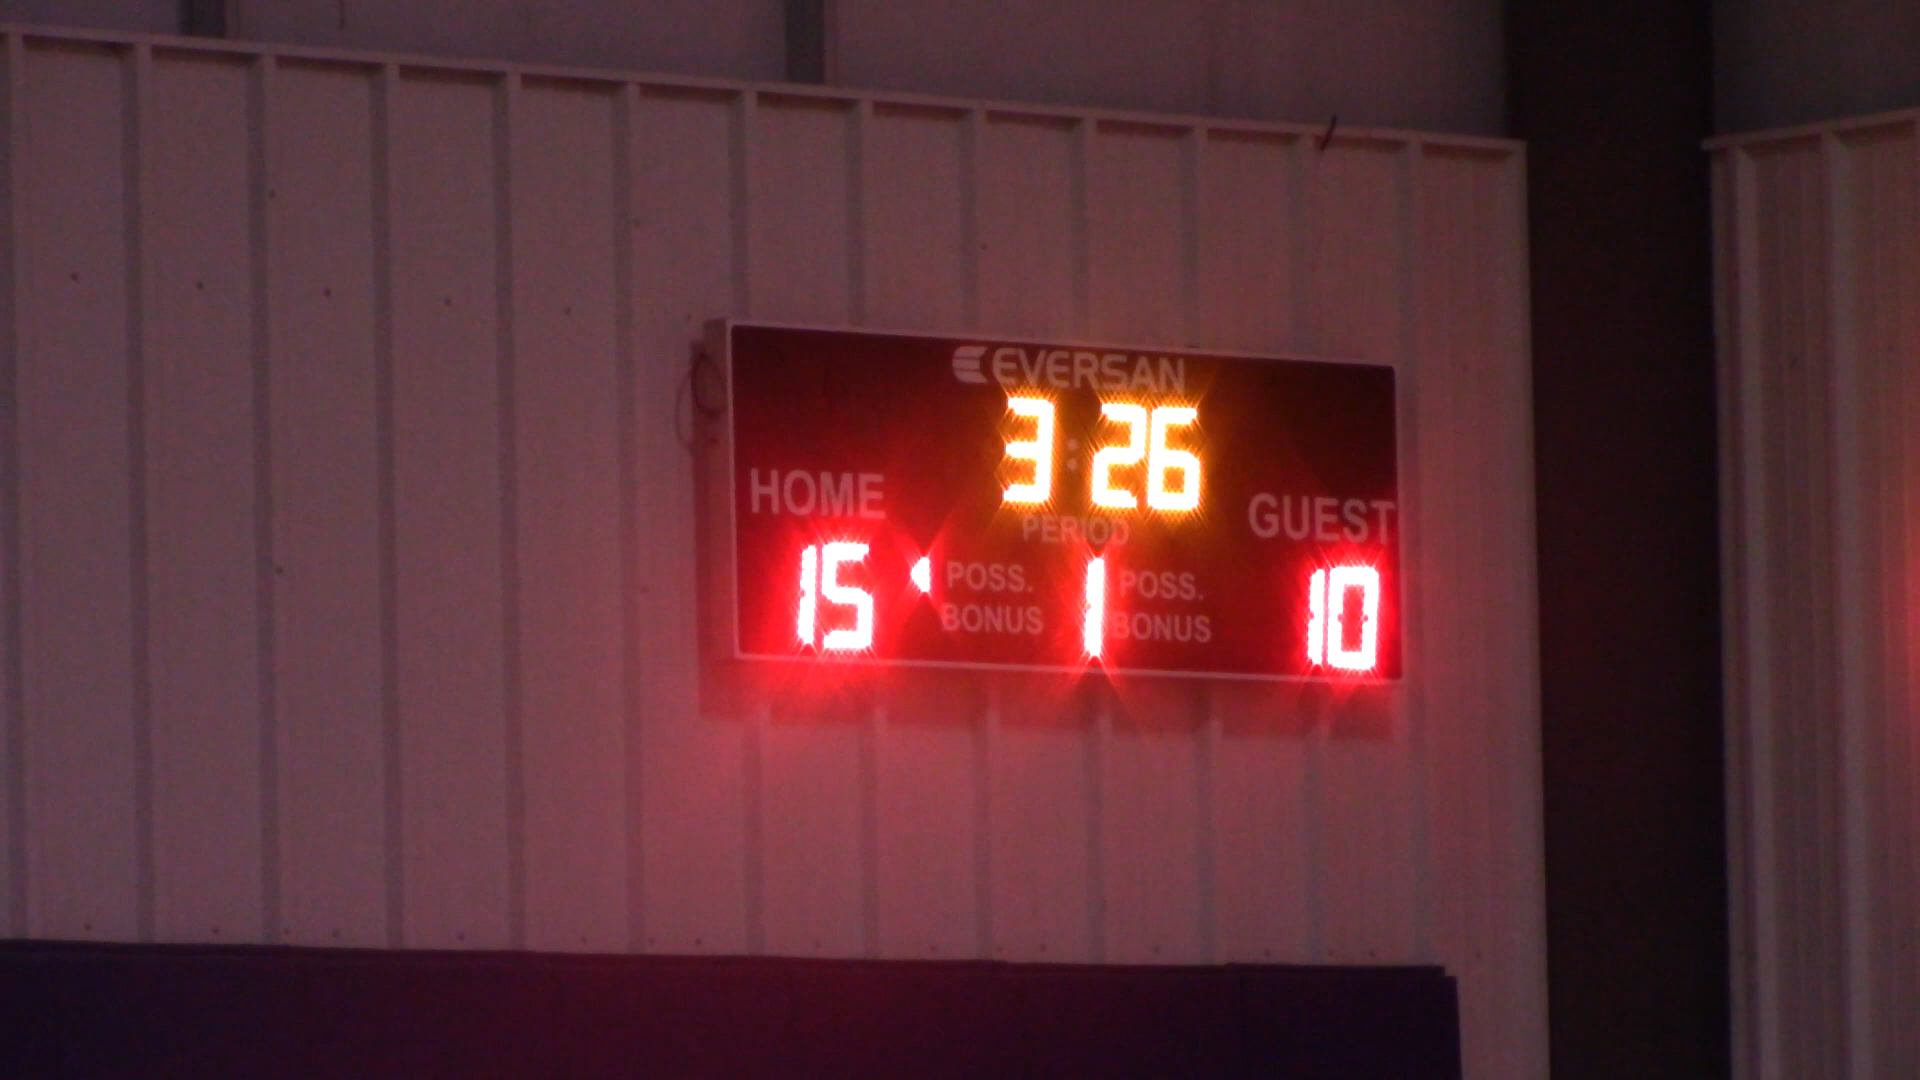 EVERSAN
3:26
HOME
GUEST
PERIOD
15 POSS. BONUS 1 POSS. BONUS 10